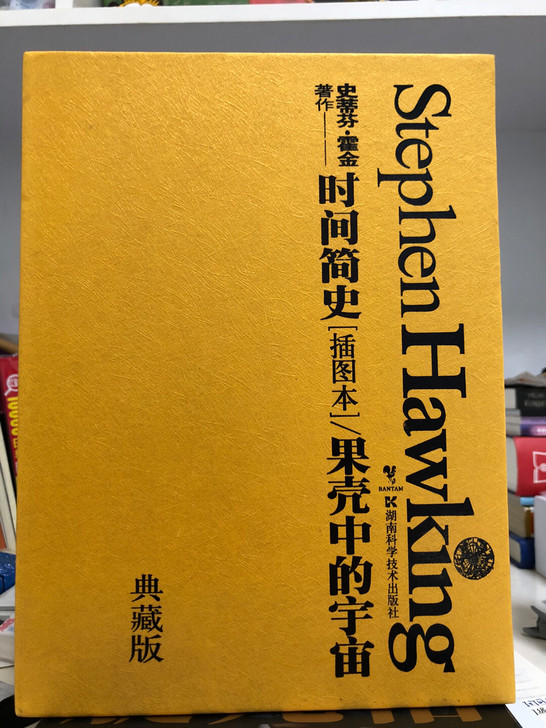 Stephen Hawking
史蒂芬·霍金
著作——
时间简史[插图本]/果壳中的宇宙
BANTAM
湖南科学技术出版社
典藏版